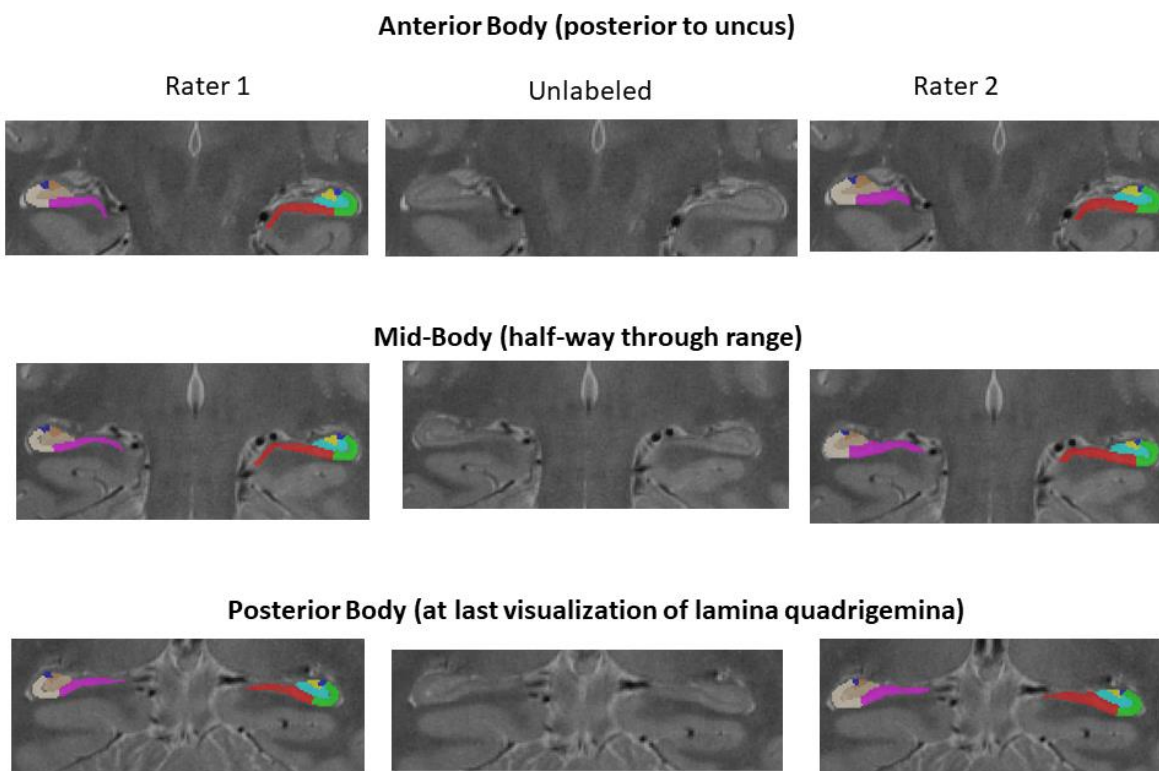 Anterior Body (posterior to uncus)
Rater 1
Unlabeled
Rater 2
Mid-Body (half-way through range)
Posterior Body (at last visualization of lamina quadrigemina)